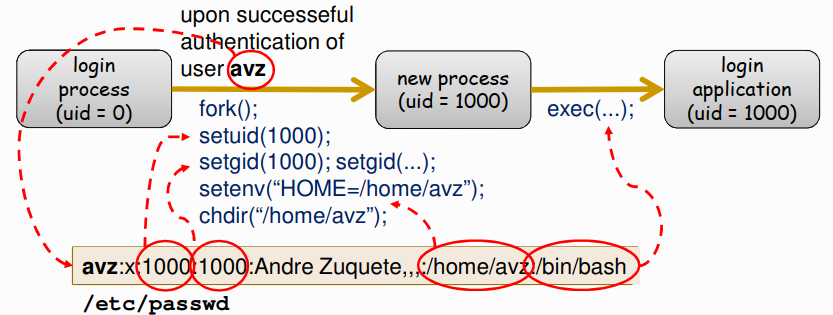 upon successeful
authentication of
user avz
login
process
(uid = 0)
new process
(uid = 1000)
login
application
(uid = 1000)
fork();
setuid(1000);
setgid(1000); setgid(...);
setenv(“HOME=/home/avz”);
chdir(“/home/avz”);
exec(...);
avz:x:1000:1000:Andre Zuquete,,,:/home/avz:/bin/bash
/etc/passwd